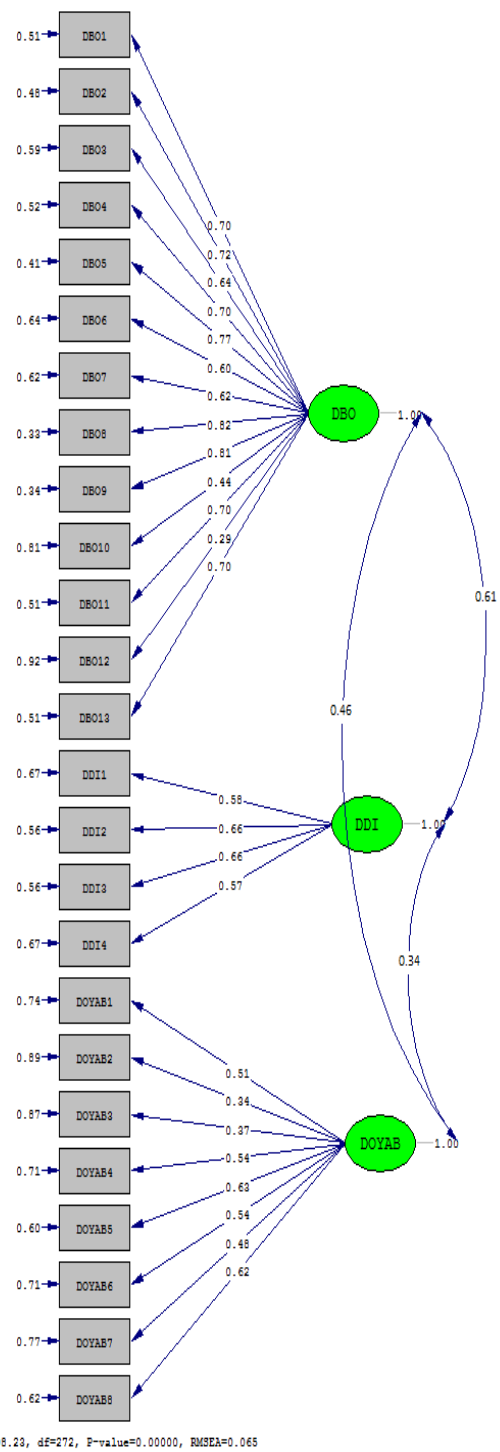 0.51 DBO1
0.48 DBO2
0.59 DBO3
0.52 DBO4
0.41 DBO5
0.64 DBO6
0.62 DBO7
0.33 DBO8
0.34 DBO9
0.81 DBO10
0.51 DBO11
0.92 DBO12
0.51 DBO13
0.67 DDI1
0.56 DDI2
0.56 DDI3
0.67 DDI4
0.74 DOYAB1
0.89 DOYAB2
0.87 DOYAB3
0.71 DOYAB4
0.60 DOYAB5
0.71 DOYAB6
0.77 DOYAB7
0.62 DOYAB8
0.70
0.72
0.64
0.70
0.77
0.60
0.62
0.82
0.81
0.44
0.70
0.29
0.70
DBO 1.00
0.58
0.66
0.66
0.57
DDI 1.00
0.51
0.34
0.37
0.54
0.63
0.54
0.48
0.62
DOYAB 1.00
0.61
0.46
0.34
8.23, df=272, P-value=0.00000, RMSEA=0.065